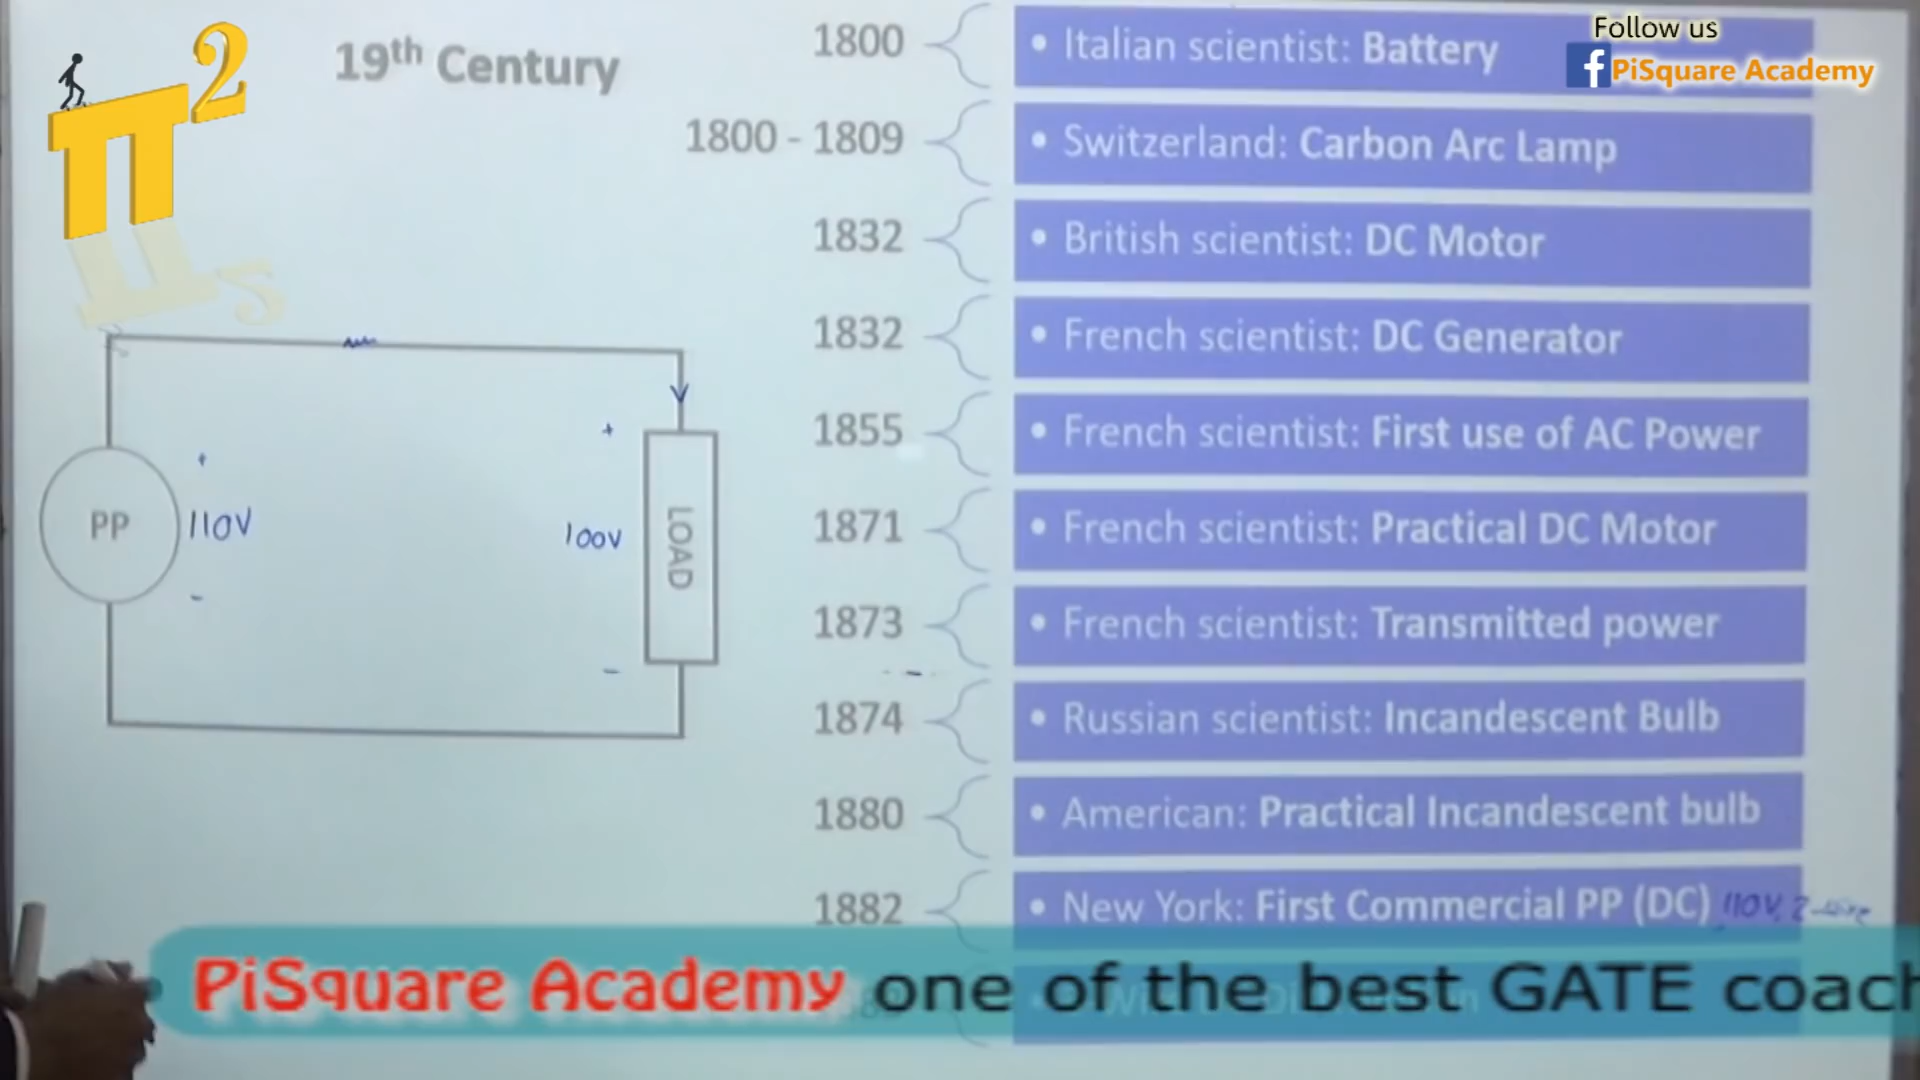 π2
19th Century
Follow us
f PiSquare Academy
1800
• Italian scientist: Battery
1800 - 1809
• Switzerland: Carbon Arc Lamp
1832
• British scientist: DC Motor
1832
• French scientist: DC Generator
1855
• French scientist: First use of AC Power
1871
• French scientist: Practical DC Motor
1873
• French scientist: Transmitted power
1874
• Russian scientist: Incandescent Bulb
1880
• American: Practical Incandescent bulb
1882
• New York: First Commercial PP (DC) 110V, 2-wire
+
+
PP
110V
100V
LOAD
-
-
PiSquare Academy one of the best GATE coach